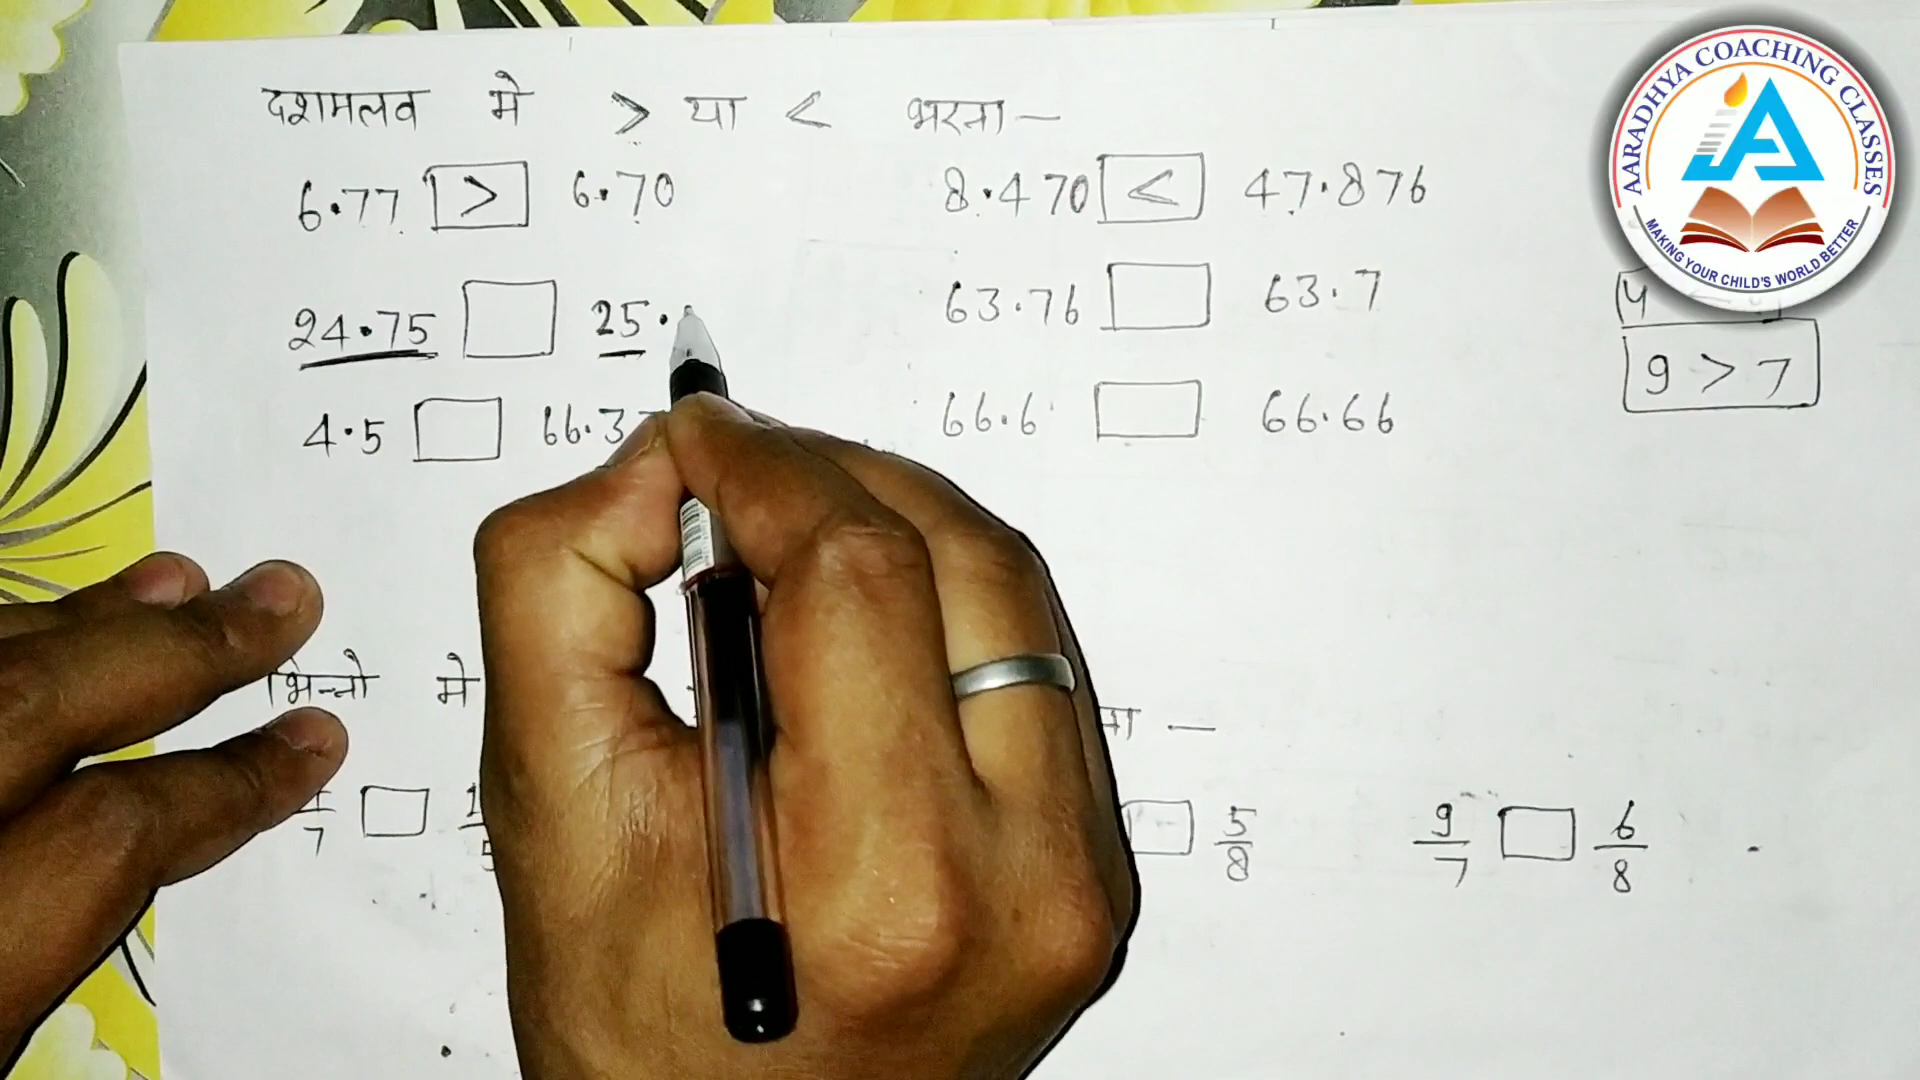 दशमलव मे > या < भरना —
6.77 > 6.70 8.470 < 47.876
24.75 25. 63.76 63.7
9 > 7
4.5 66.3 66.6 66.66
भिन्नो मे ना —
7 5/8 9/7 6/8
AARADHYA COACHING CLASSES
MAKING YOUR CHILD'S WORLD BETTER